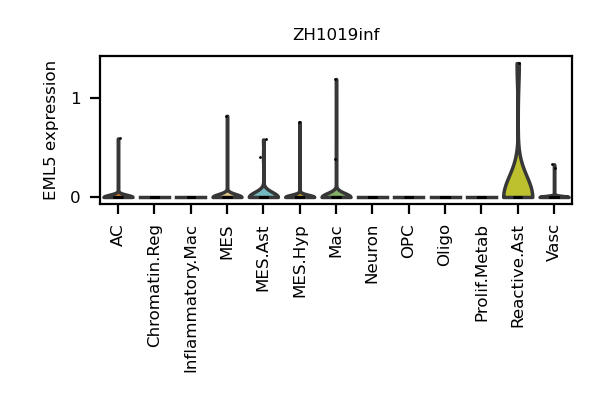 ZH1019inf
EML5 expression
1
0
AC
Chromatin.Reg
Inflammatory.Mac
MES
MES.Ast
MES.Hyp
Mac
Neuron
OPC
Oligo
Prolif.Metab
Reactive.Ast
Vasc